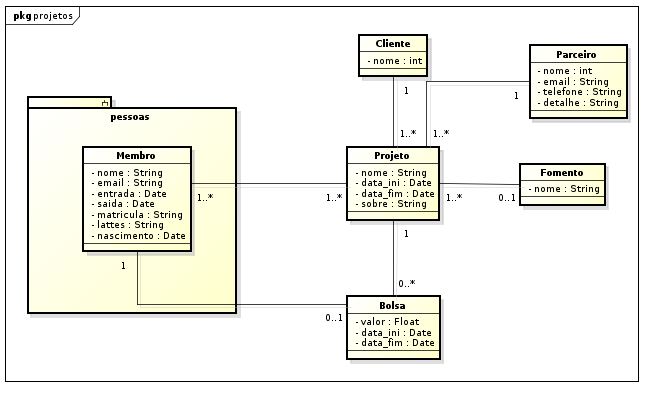 pkg projetos
Cliente
- nome : int
Parceiro
- nome : int
- email : String
- telefone : String
- detalhe : String
1
1
1..*
1..*
pessoas
Membro
- nome : String
- email : String
- entrada : Date
- saida : Date
- matricula : String
- lattes : String
- nascimento : Date
1..*
1..*
Projeto
- nome : String
- data_ini : Date
- data_fim : Date
- sobre : String
1..*
0..1
Fomento
- nome : String
1
1
0..*
0..1
Bolsa
- valor : Float
- data_ini : Date
- data_fim : Date